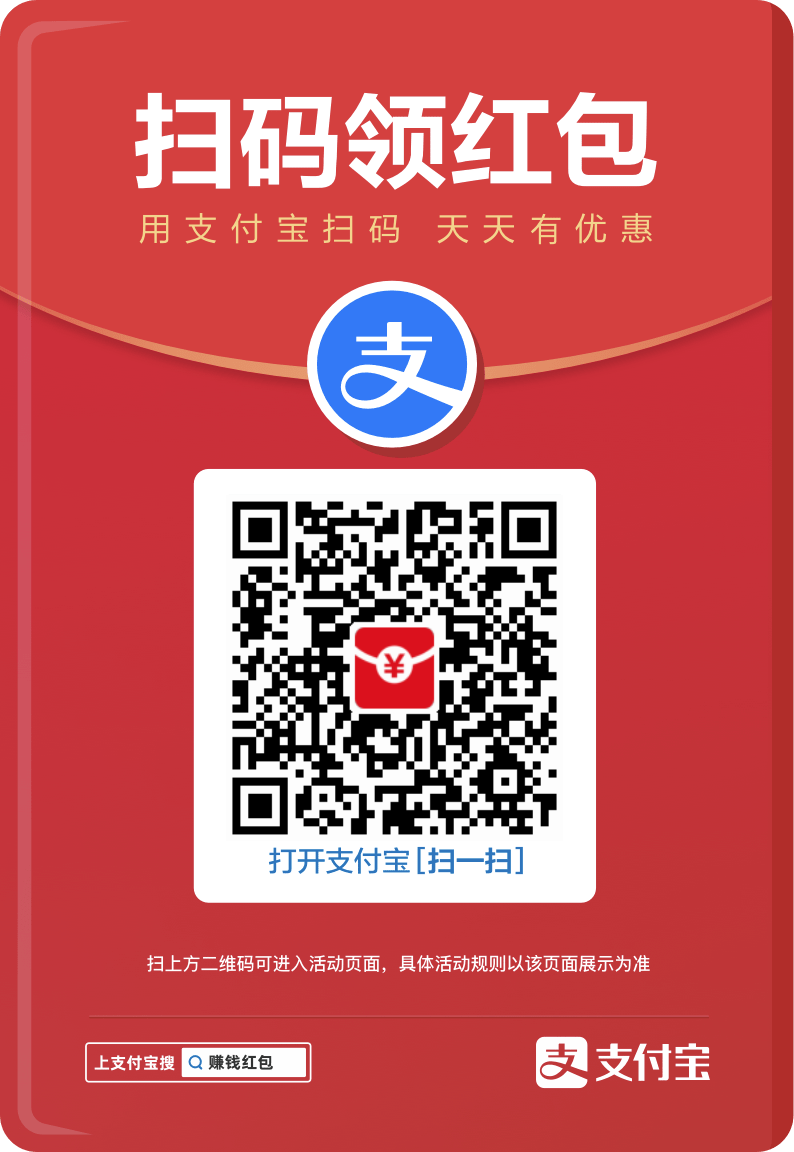 扫码领红包
用支付宝扫码 天天有优惠
支
¥
打开支付宝[扫一扫]
扫上方二维码可进入活动页面，具体活动规则以该页面展示为准
上支付宝搜 赚钱红包
支 支付宝